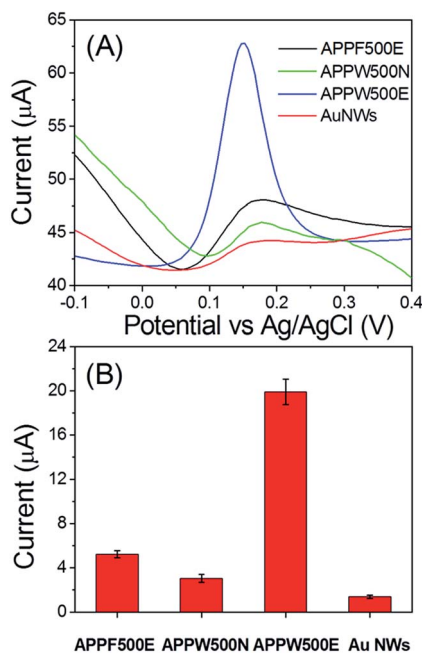 (A)
APPF500E
APPW500N
APPW500E
AuNWs
Current (μA)
65
60
55
50
45
40
-0.1 0.0 0.1 0.2 0.3 0.4
Potential vs Ag/AgCl (V)
(B)
Current (μA)
24
20
16
12
8
4
0
APPF500E APPW500N APPW500E Au NWs